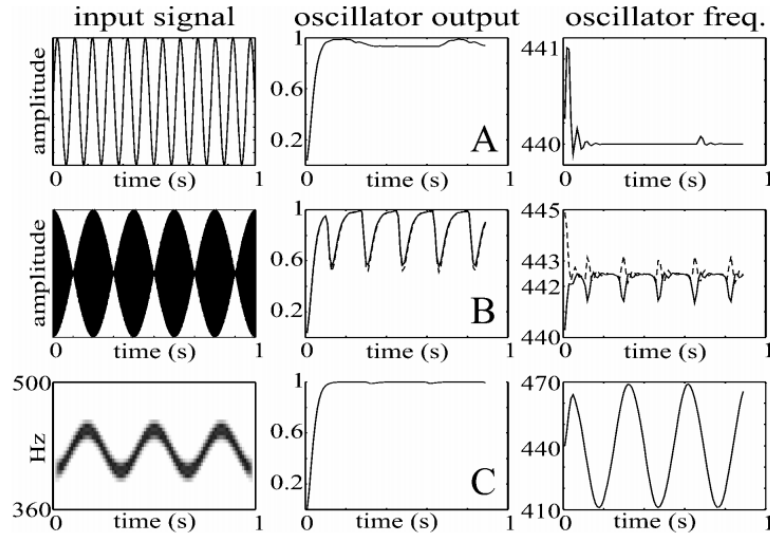 input signal oscillator output oscillator freq.
amplitude
0 time (s) 1
1
0.6
0.2
A
0 time (s) 1
441
440
0 time (s) 1
amplitude
0 time (s) 1
1
0.6
0.2
B
0 time (s) 1
445
443
442
440
0 time (s) 1
500
Hz
360
0 time (s) 1
1
0.6
0.2
C
0 time (s) 1
470
440
410
0 time (s) 1